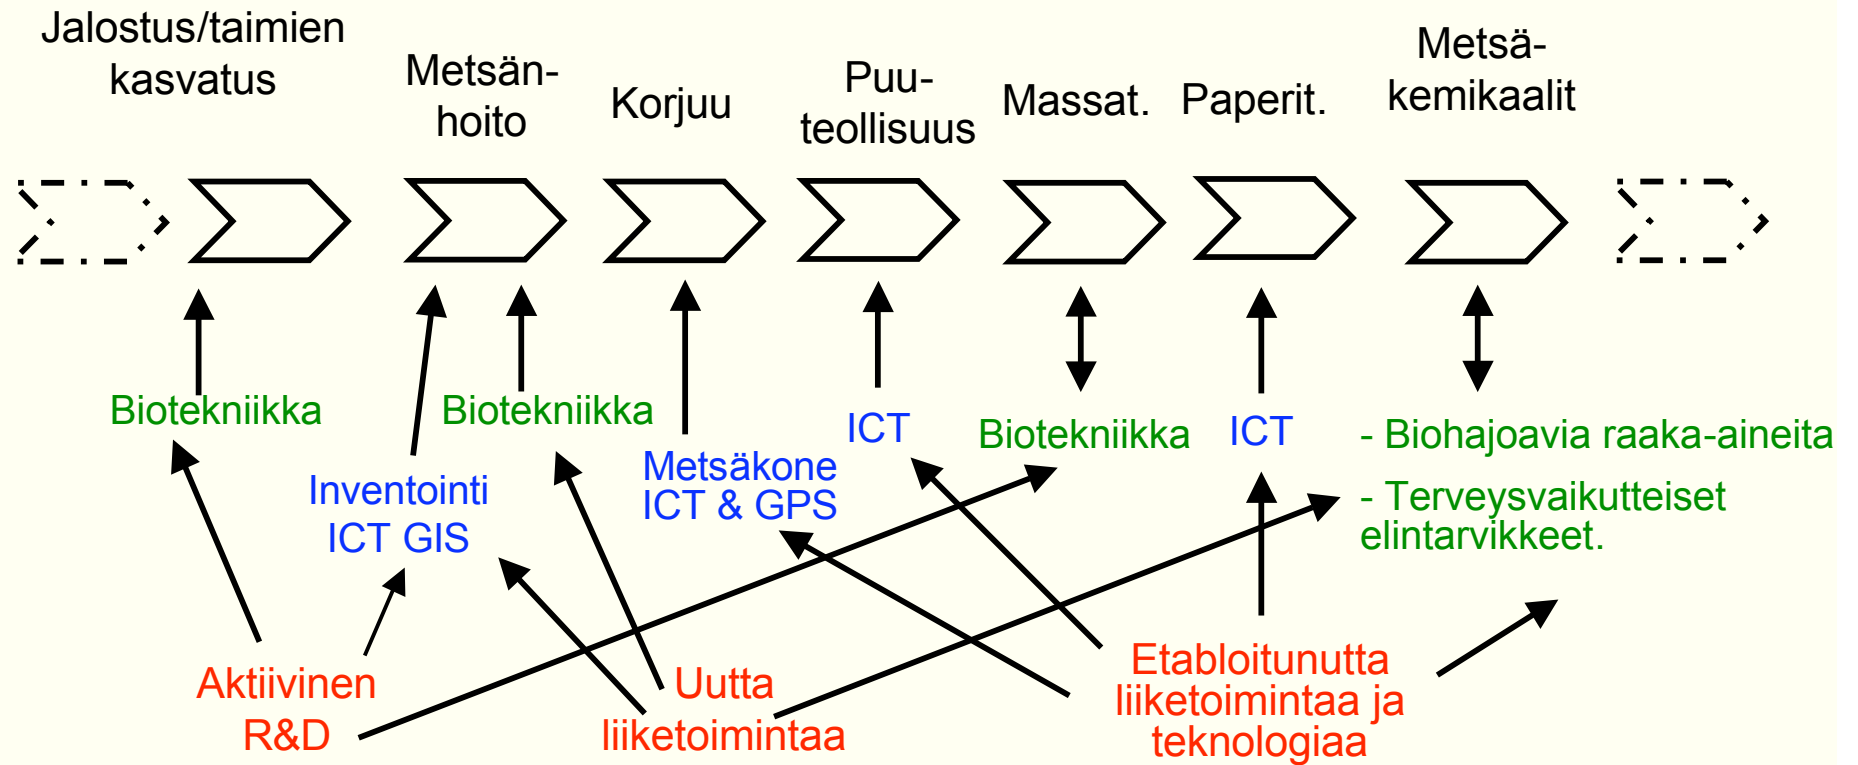 Jalostus/taimien
kasvatus
Metsän-
hoito
Korjuu
Puu-
teollisuus
Massat.
Paperit.
Metsä-
kemikaalit
Biotekniikka
Inventointi
ICT GIS
Biotekniikka
Metsäkone
ICT & GPS
ICT
Biotekniikka
ICT
- Biohajoavia raaka-aineita
- Terveysvaikutteiset
elintarvikkeet.
Aktiivinen
R&D
Uutta
liiketoimintaa
Etabloitunutta
liiketoimintaa ja
teknologiaa